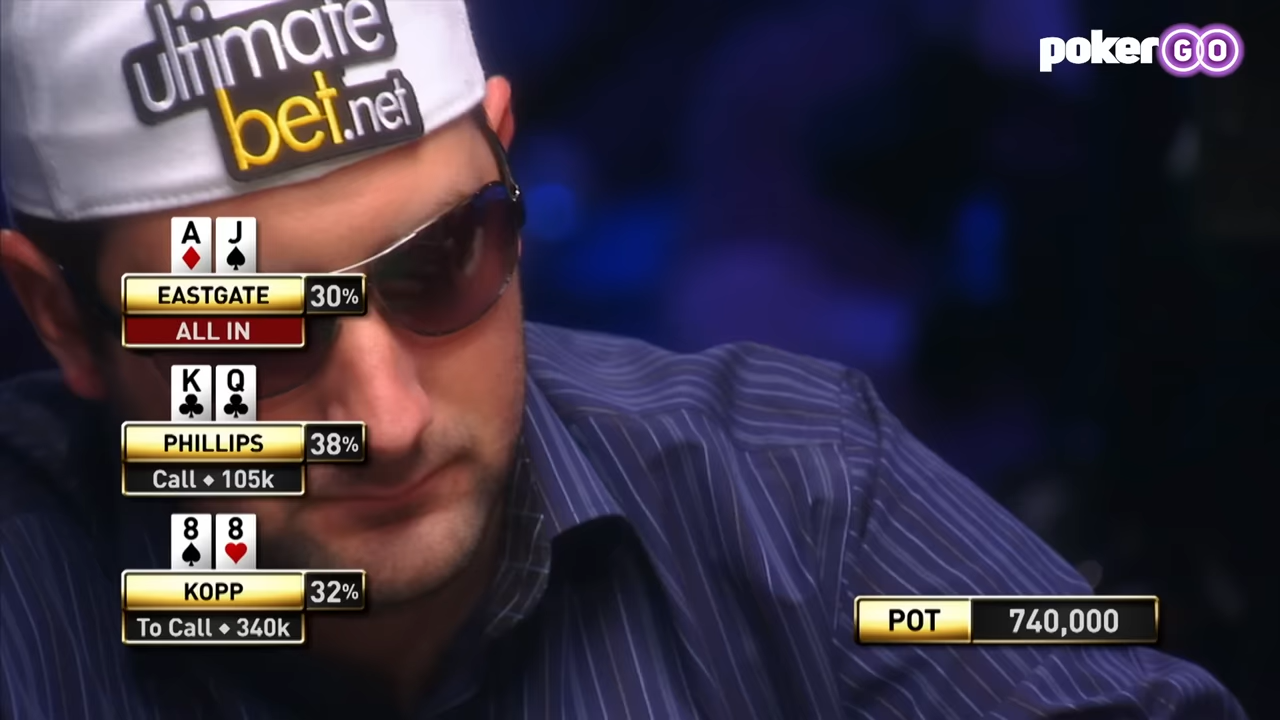 ultimate
bet.net
pokerGO
A J
EASTGATE 30%
ALL IN
K Q
PHILLIPS 38%
Call ♦ 105k
8 8
KOPP 32%
To Call ♦ 340k
POT 740,000